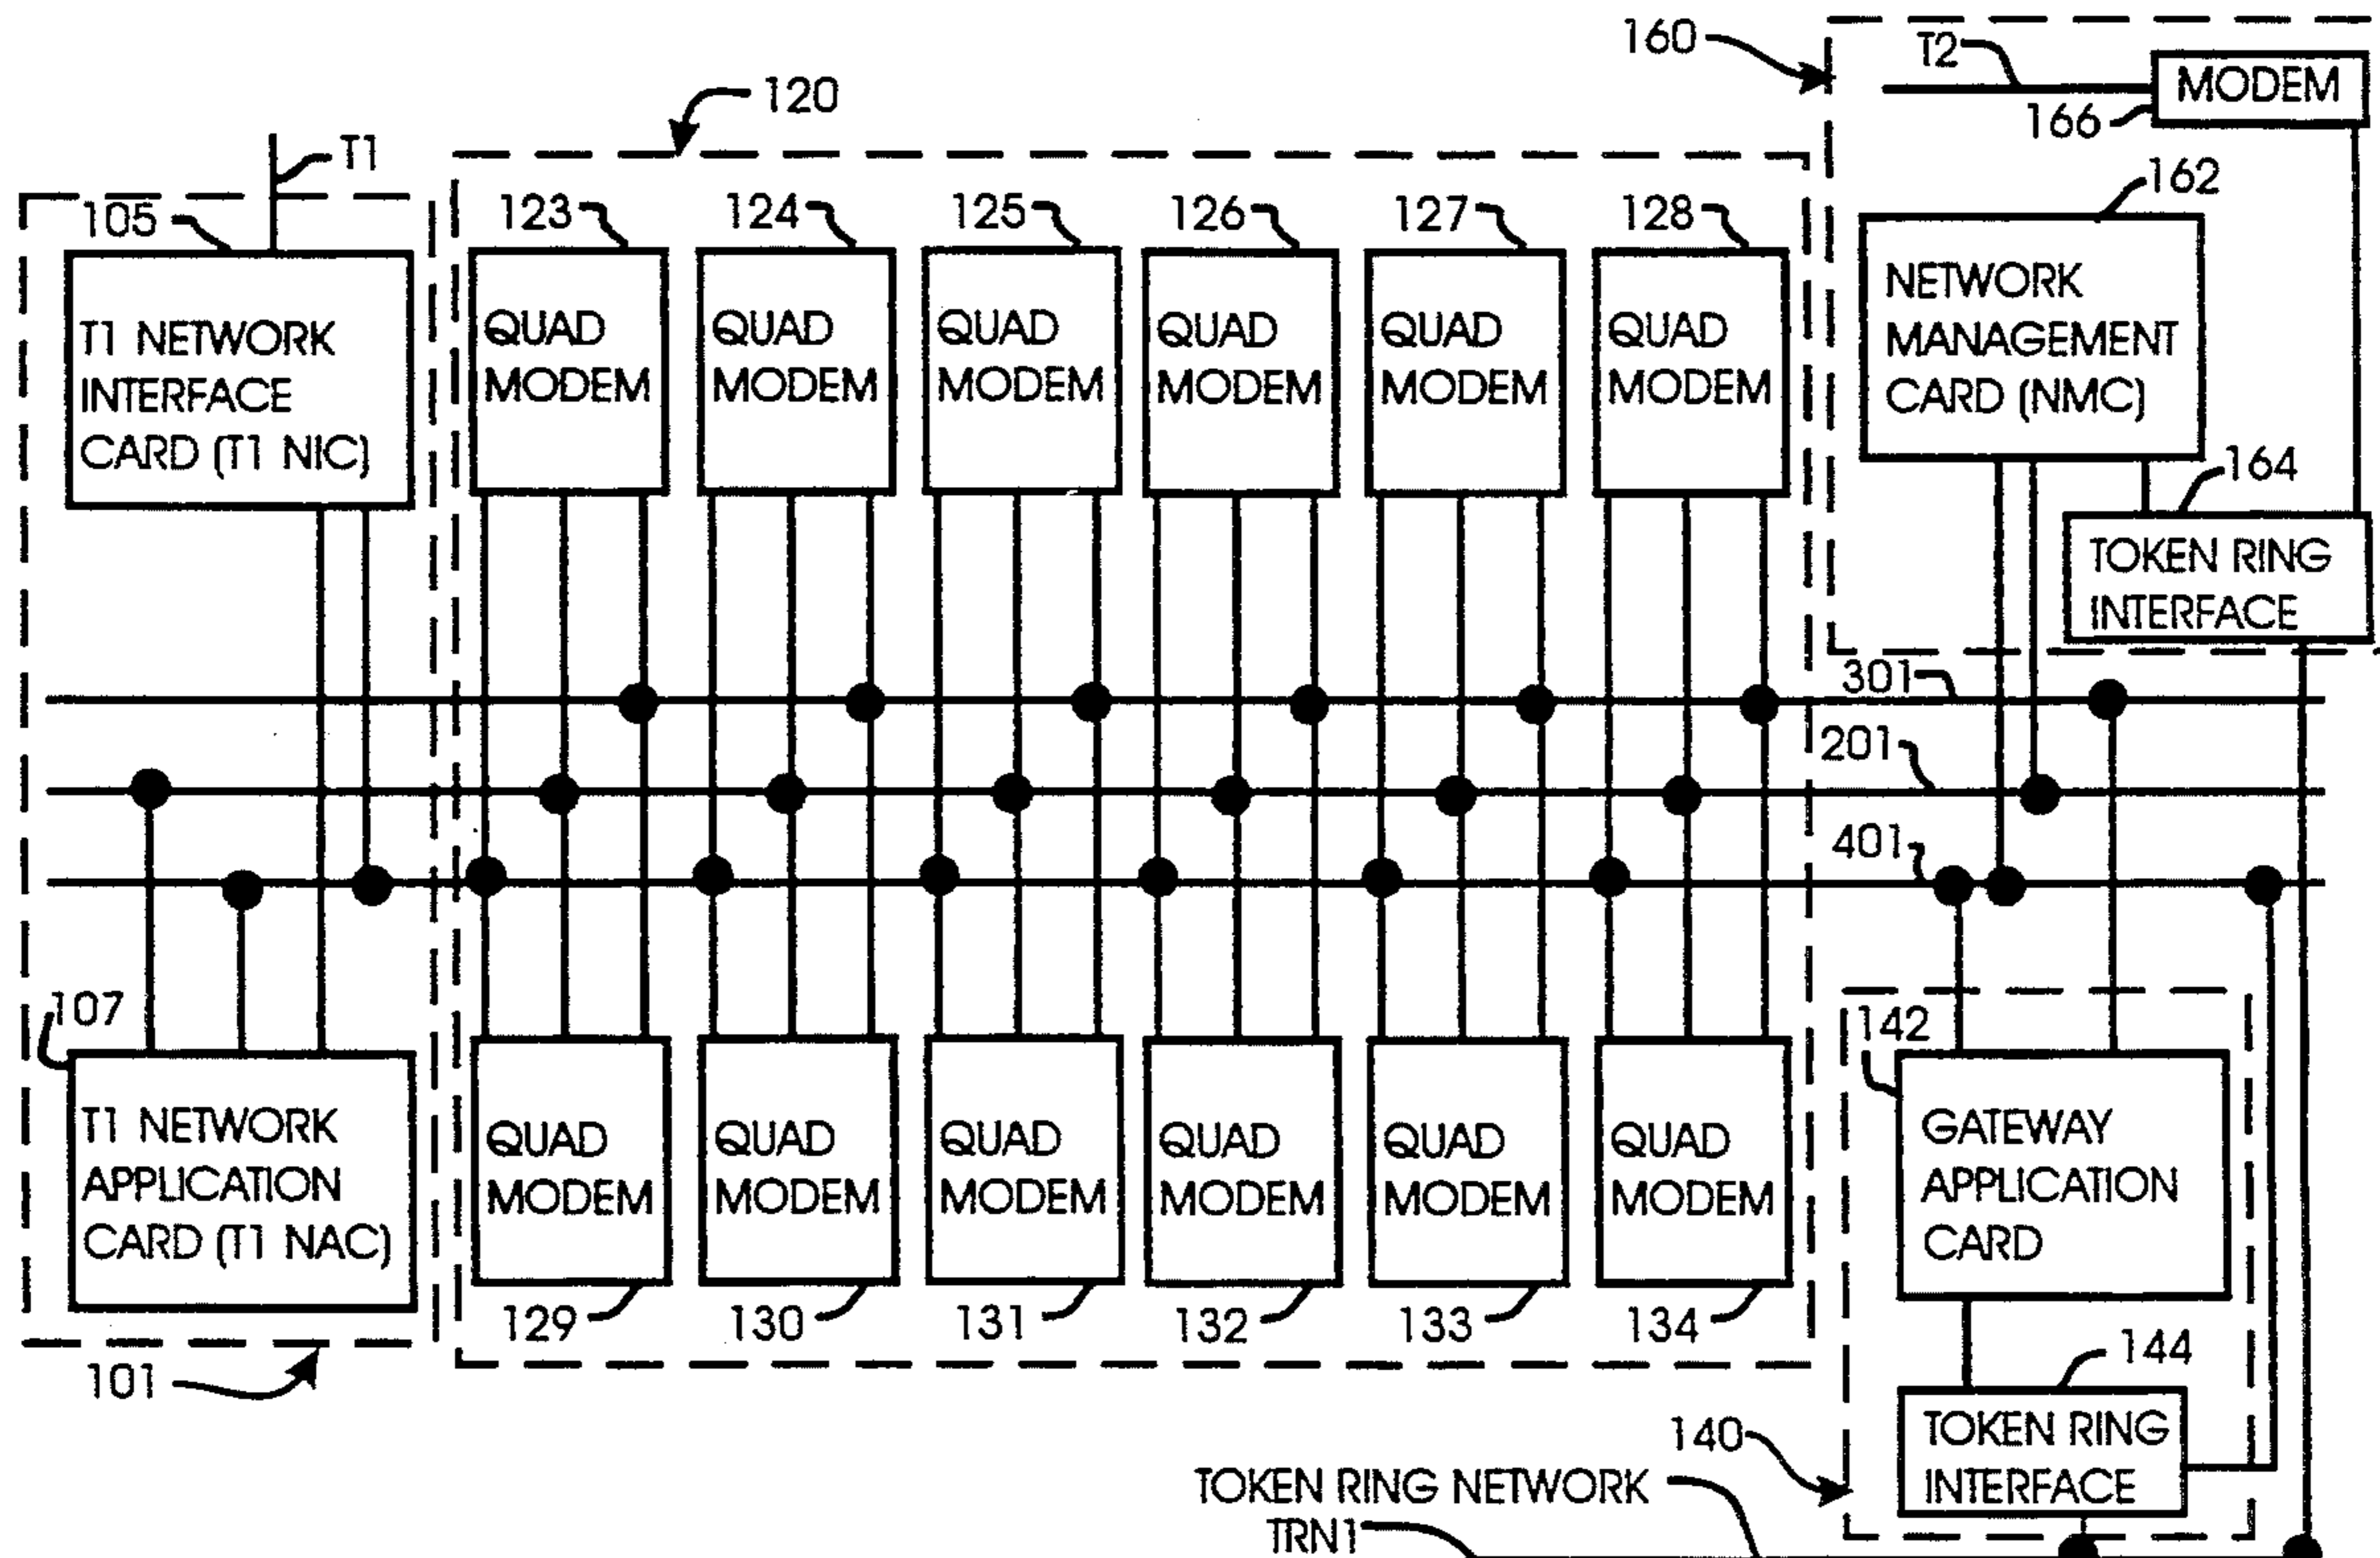 160
T2
MODEM
166
120
T1
105
123
124
125
126
127
128
162
T1 NETWORK
INTERFACE
CARD (T1 NIC)
QUAD
MODEM
QUAD
MODEM
QUAD
MODEM
QUAD
MODEM
QUAD
MODEM
QUAD
MODEM
NETWORK
MANAGEMENT
CARD (NMC)
164
TOKEN RING
INTERFACE
301
201
401
107
142
T1 NETWORK
APPLICATION
CARD (T1 NAC)
QUAD
MODEM
QUAD
MODEM
QUAD
MODEM
QUAD
MODEM
QUAD
MODEM
QUAD
MODEM
GATEWAY
APPLICATION
CARD
129
130
131
132
133
134
101
144
140
TOKEN RING
INTERFACE
TOKEN RING NETWORK
TRN1